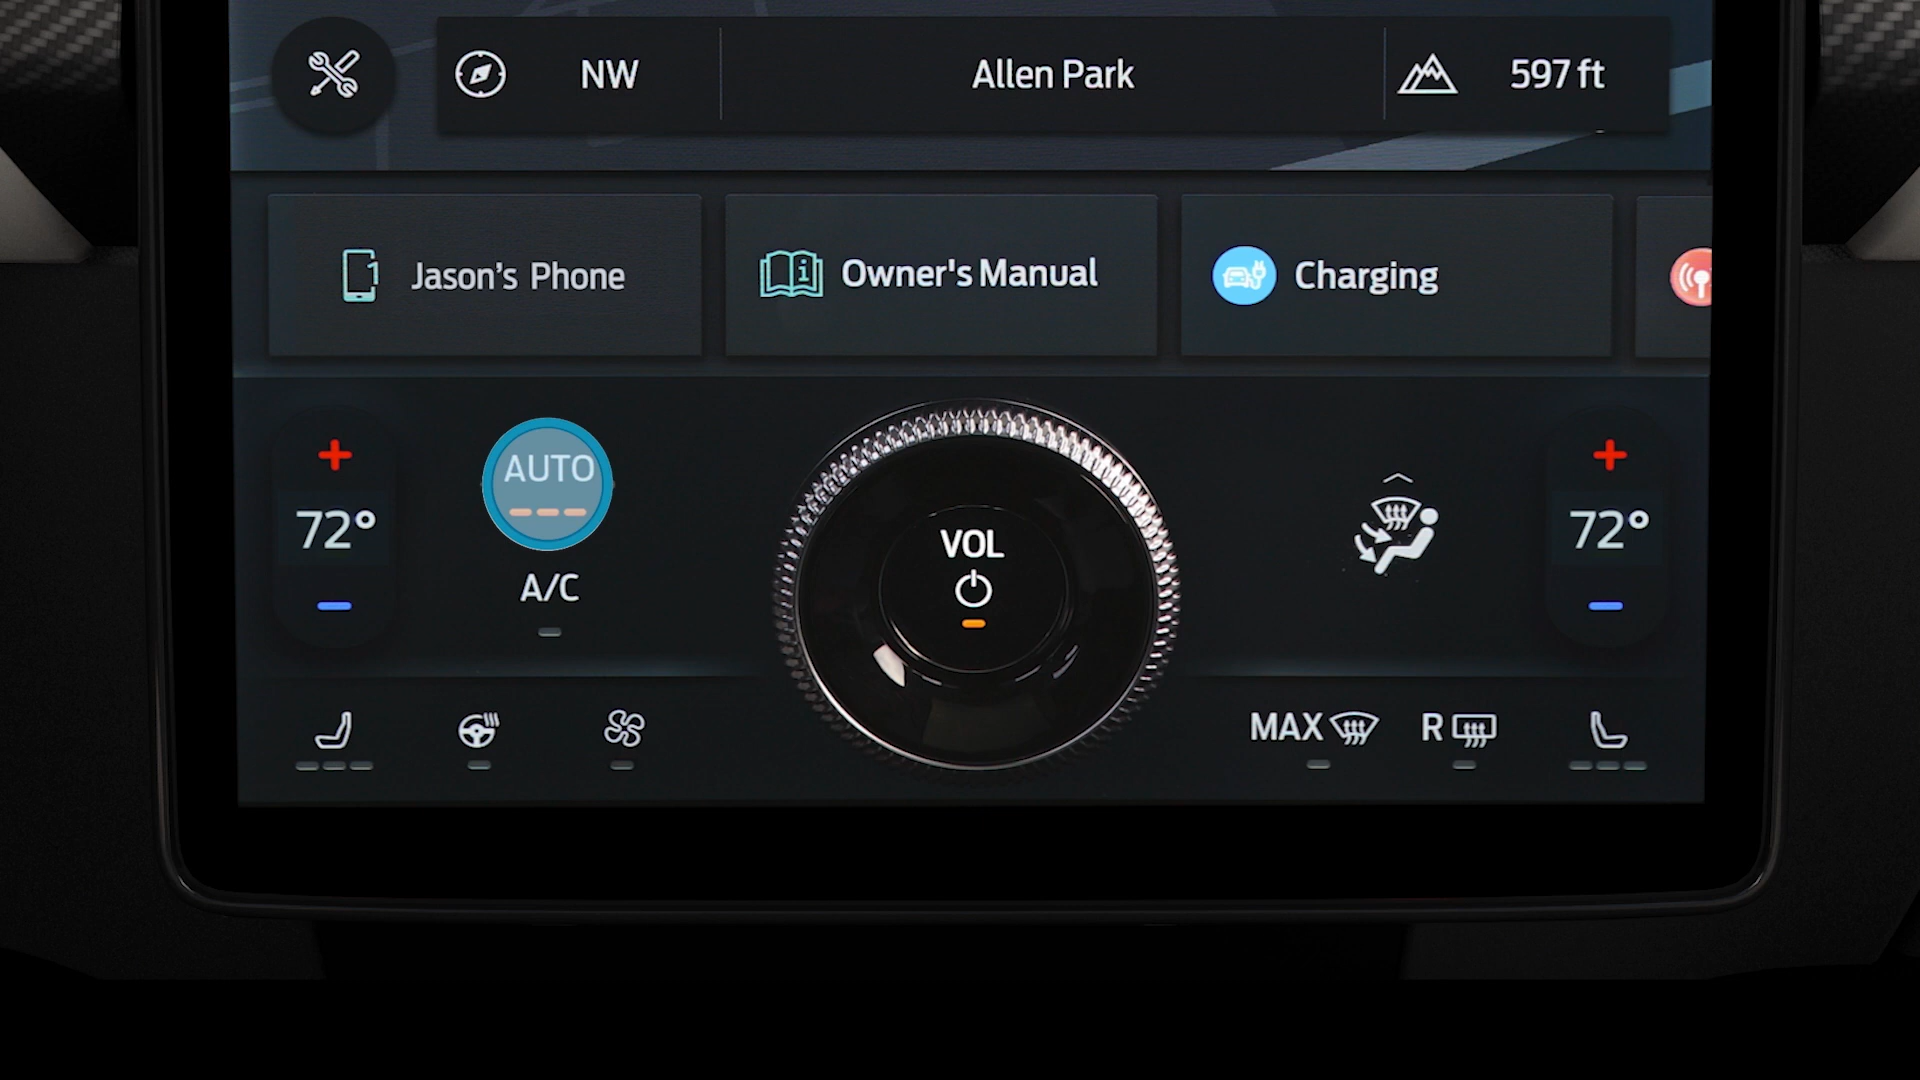 NW
Allen Park
597 ft
Jason's Phone
Owner's Manual
Charging
72°
AUTO
A/C
VOL
72°
MAX
R